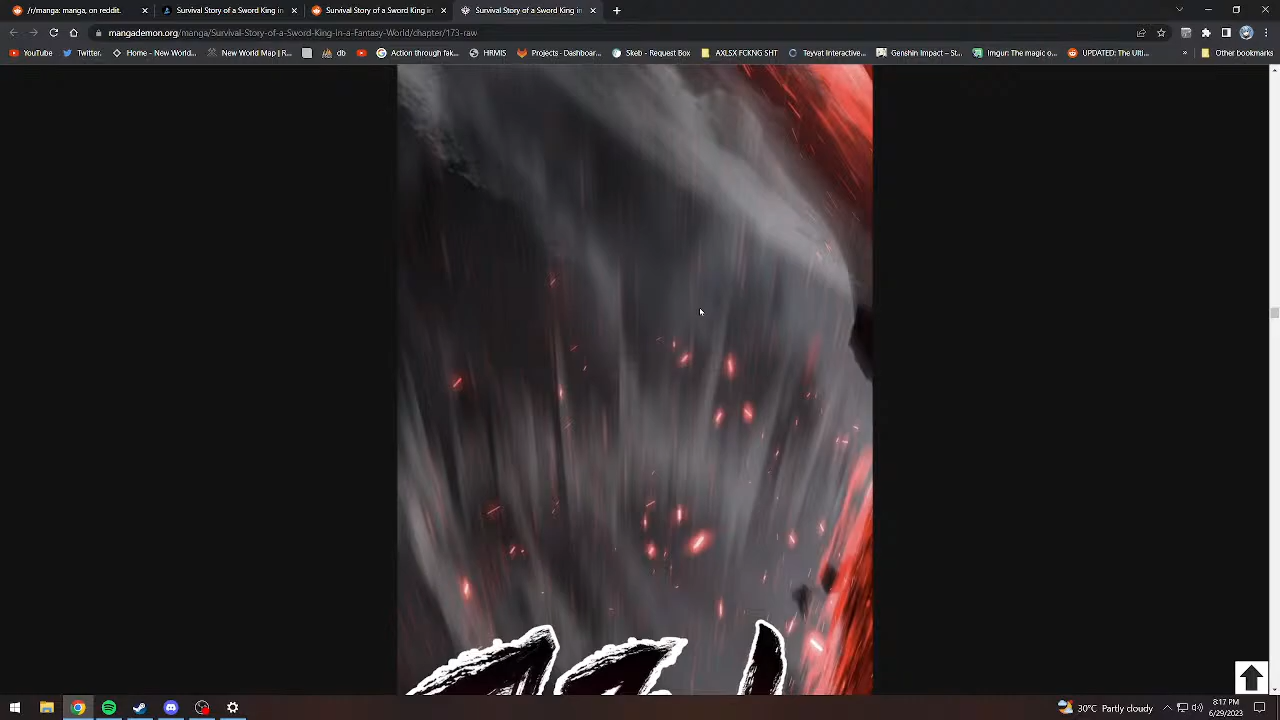 /r/manga: manga, on reddit.
Survival Story of a Sword King in
Survival Story of a Sword King in
Survival Story of a Sword King in
mangademon.org/manga/Survival-Story-of-a-Sword-King-in-a-Fantasy-World/chapter/173-raw
YouTube
Twitter.
Home - New World...
New World Map | R...
db
Action through fak...
HRMIS
Projects - Dashboar...
Skeb - Request Box
XLSX FCKNG SHT
Teyvat Interactive...
Genshin Impact - St...
Imgur: The magic o...
UPDATED: The Ulti...
Other bookmarks
30°C Partly cloudy
8:17 PM
6/29/2023